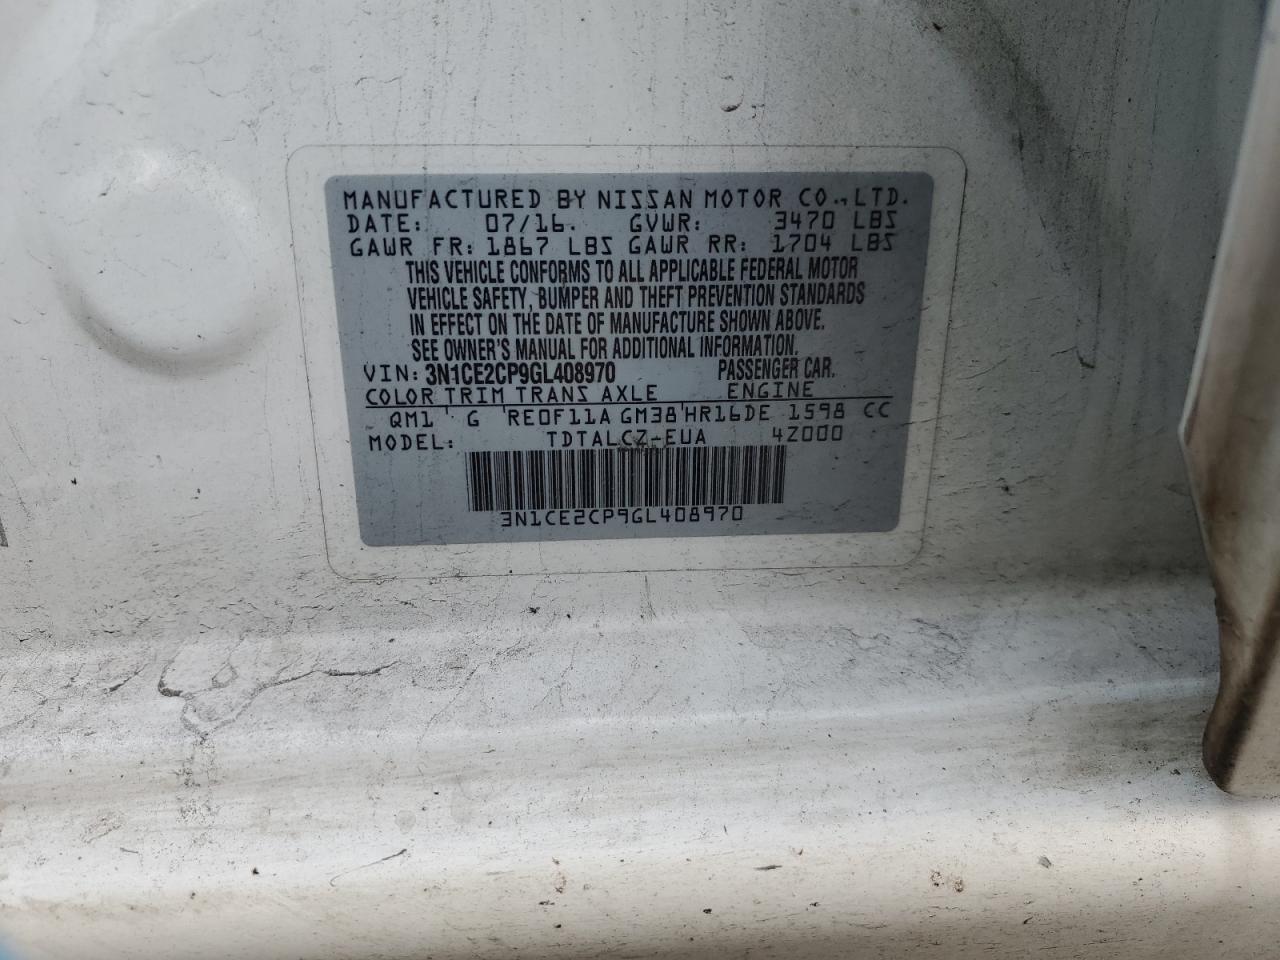 MANUFACTURED BY NISSAN MOTOR CO., LTD.
DATE: 07/16. GVWR: 3470 LBS
GAWR FR: 1867 LBS GAWR RR: 1704 LBS
THIS VEHICLE CONFORMS TO ALL APPLICABLE FEDERAL MOTOR
VEHICLE SAFETY, BUMPER AND THEFT PREVENTION STANDARDS
IN EFFECT ON THE DATE OF MANUFACTURE SHOWN ABOVE.
SEE OWNER'S MANUAL FOR ADDITIONAL INFORMATION.
VIN: 3N1CE2CP9GL408970 PASSENGER CAR.
COLOR TRIM TRANS AXLE ENGINE
QM1 G RE0F11A GM38 HR16DE 1598 CC
MODEL: TDTALCZ-EUA 4Z000
3N1CE2CP9GL408970